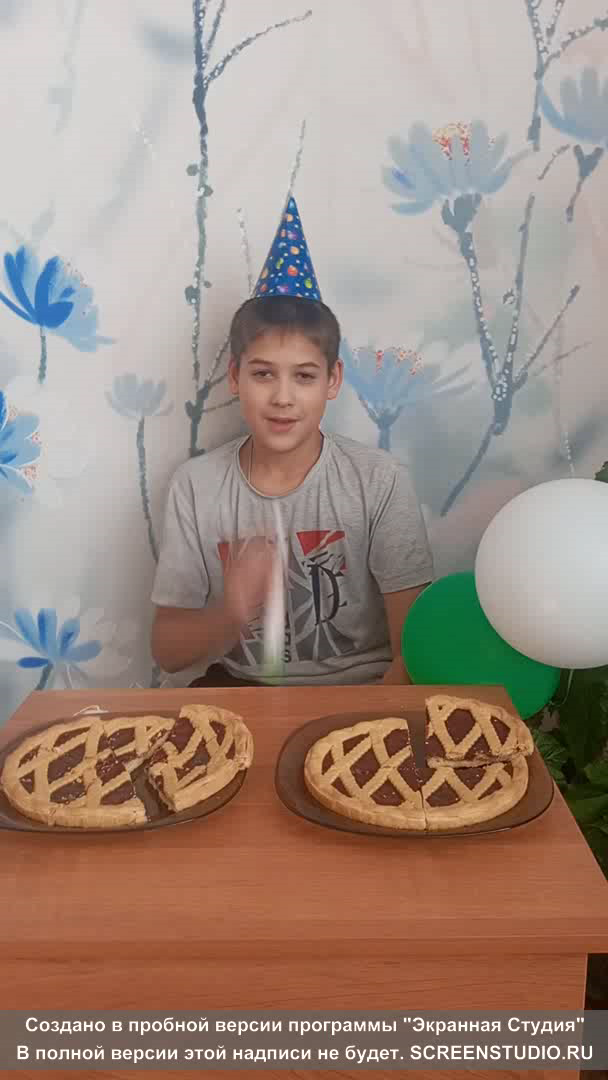 Создано в пробной версии программы "Экранная Студия"
В полной версии этой надписи не будет. SCREENSTUDIO.RU